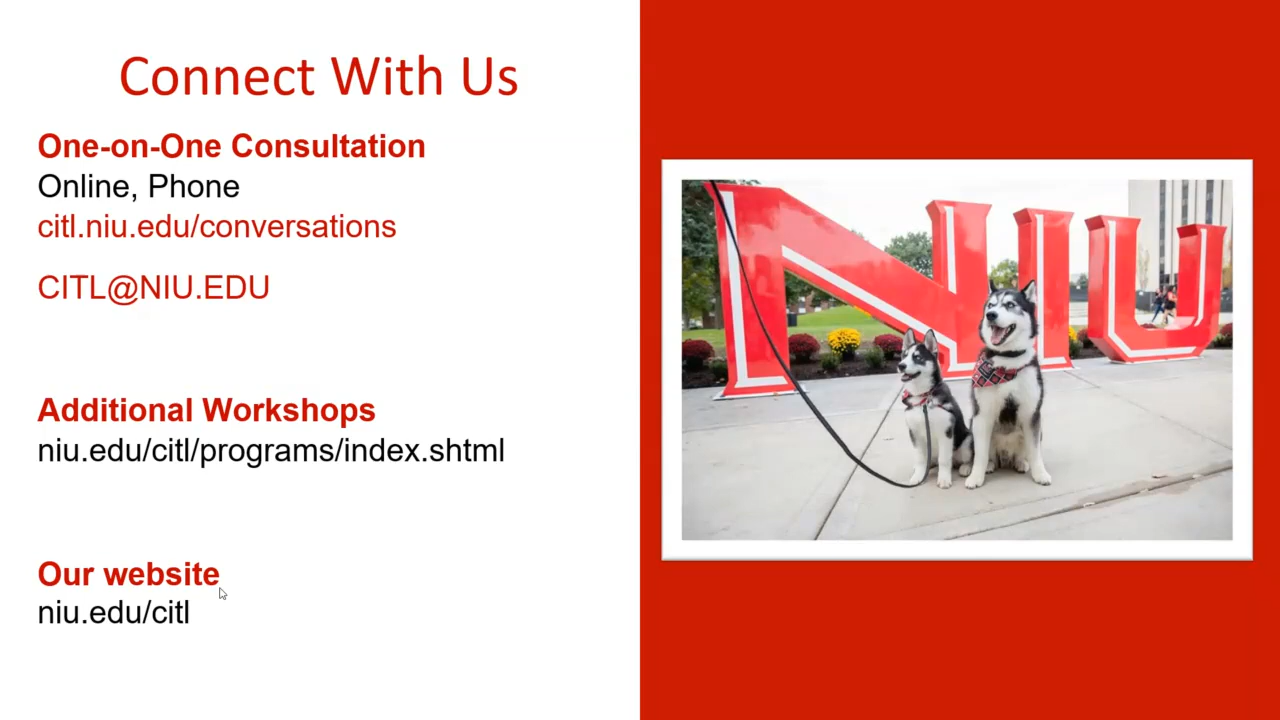 Connect With Us
One-on-One Consultation
Online, Phone
citl.niu.edu/conversations
CITL@NIU.EDU
Additional Workshops
niu.edu/citl/programs/index.shtml
Our website
niu.edu/citl
NIU